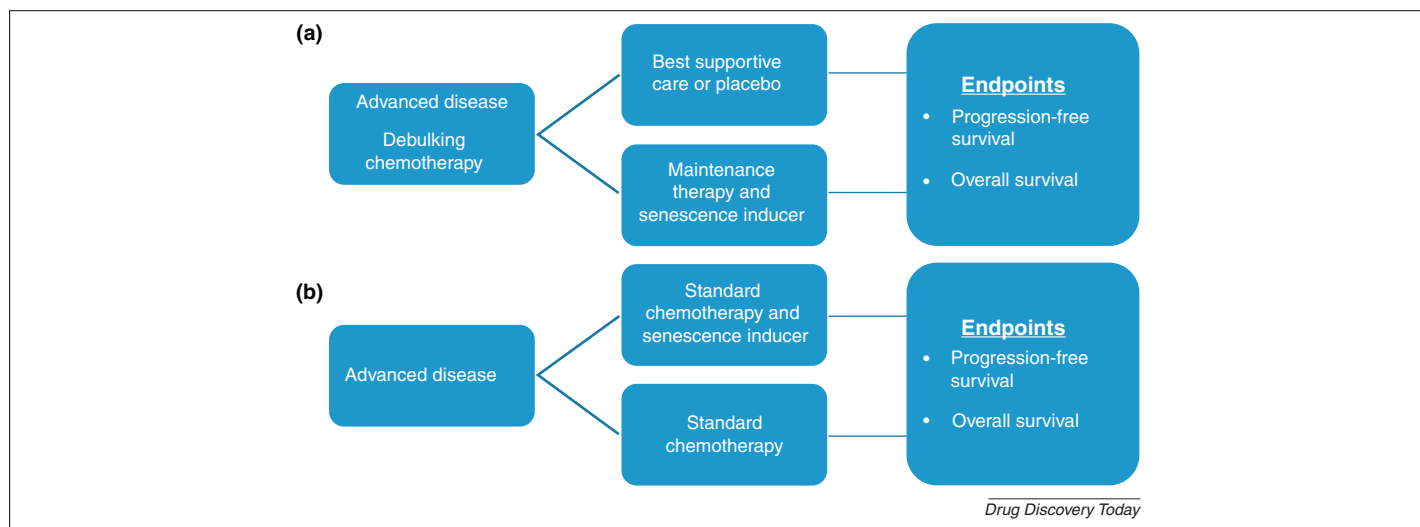 (a)
Advanced disease
Debulking
chemotherapy
Best supportive
care or placebo
Maintenance
therapy and
senescence inducer
Endpoints
• Progression-free
survival
• Overall survival
(b)
Advanced disease
Standard
chemotherapy and
senescence inducer
Standard
chemotherapy
Endpoints
• Progression-free
survival
• Overall survival
Drug Discovery Today